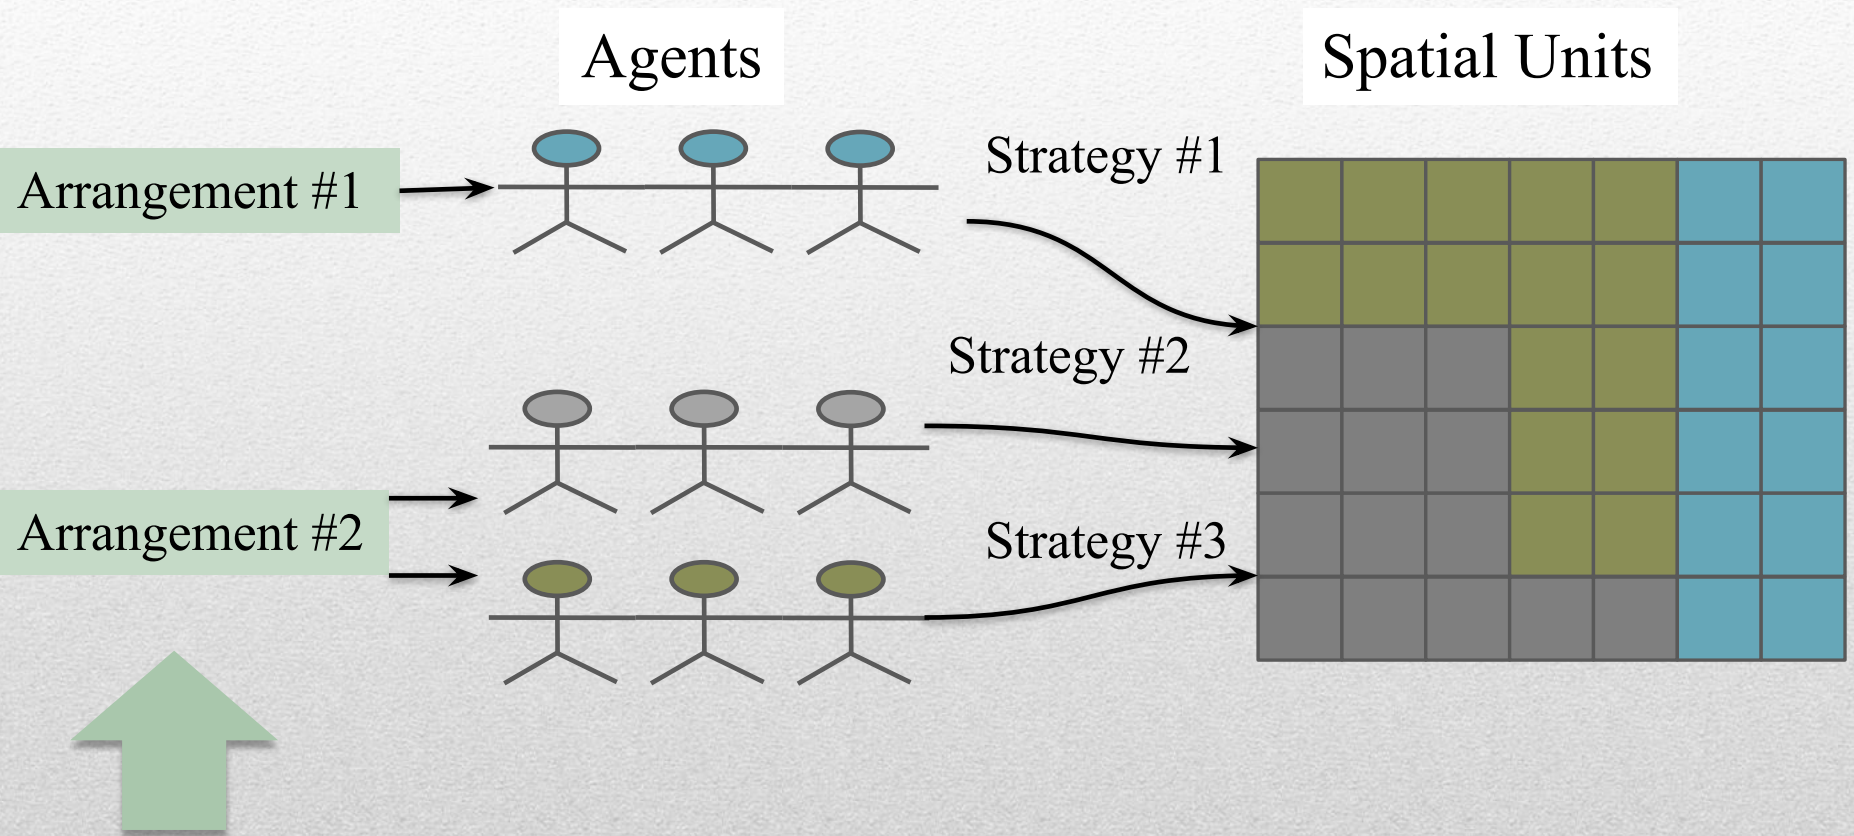 Agents
Spatial Units
Arrangement #1
Strategy #1
Strategy #2
Arrangement #2
Strategy #3